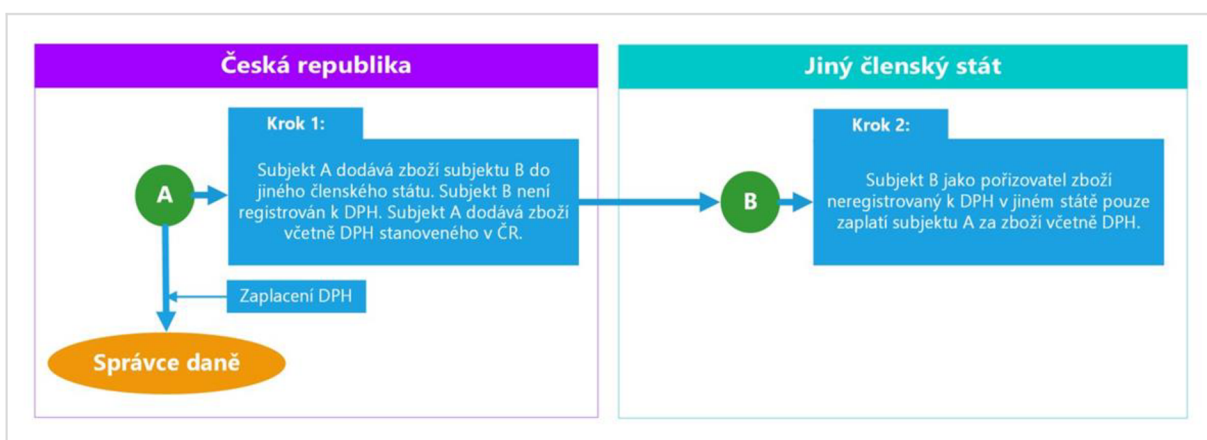 Česká republika
Jiný členský stát
Krok 1:
Subjekt A dodává zboží subjektu B do
jiného členského státu. Subjekt B není
registrován k DPH. Subjekt A dodává zboží
včetně DPH stanoveného v ČR.
A
B
Krok 2:
Subjekt B jako pořizovatel zboží
neregistrovaný k DPH v jiném státě pouze
zaplatí subjektu A za zboží včetně DPH.
Zaplacení DPH
Správce daně